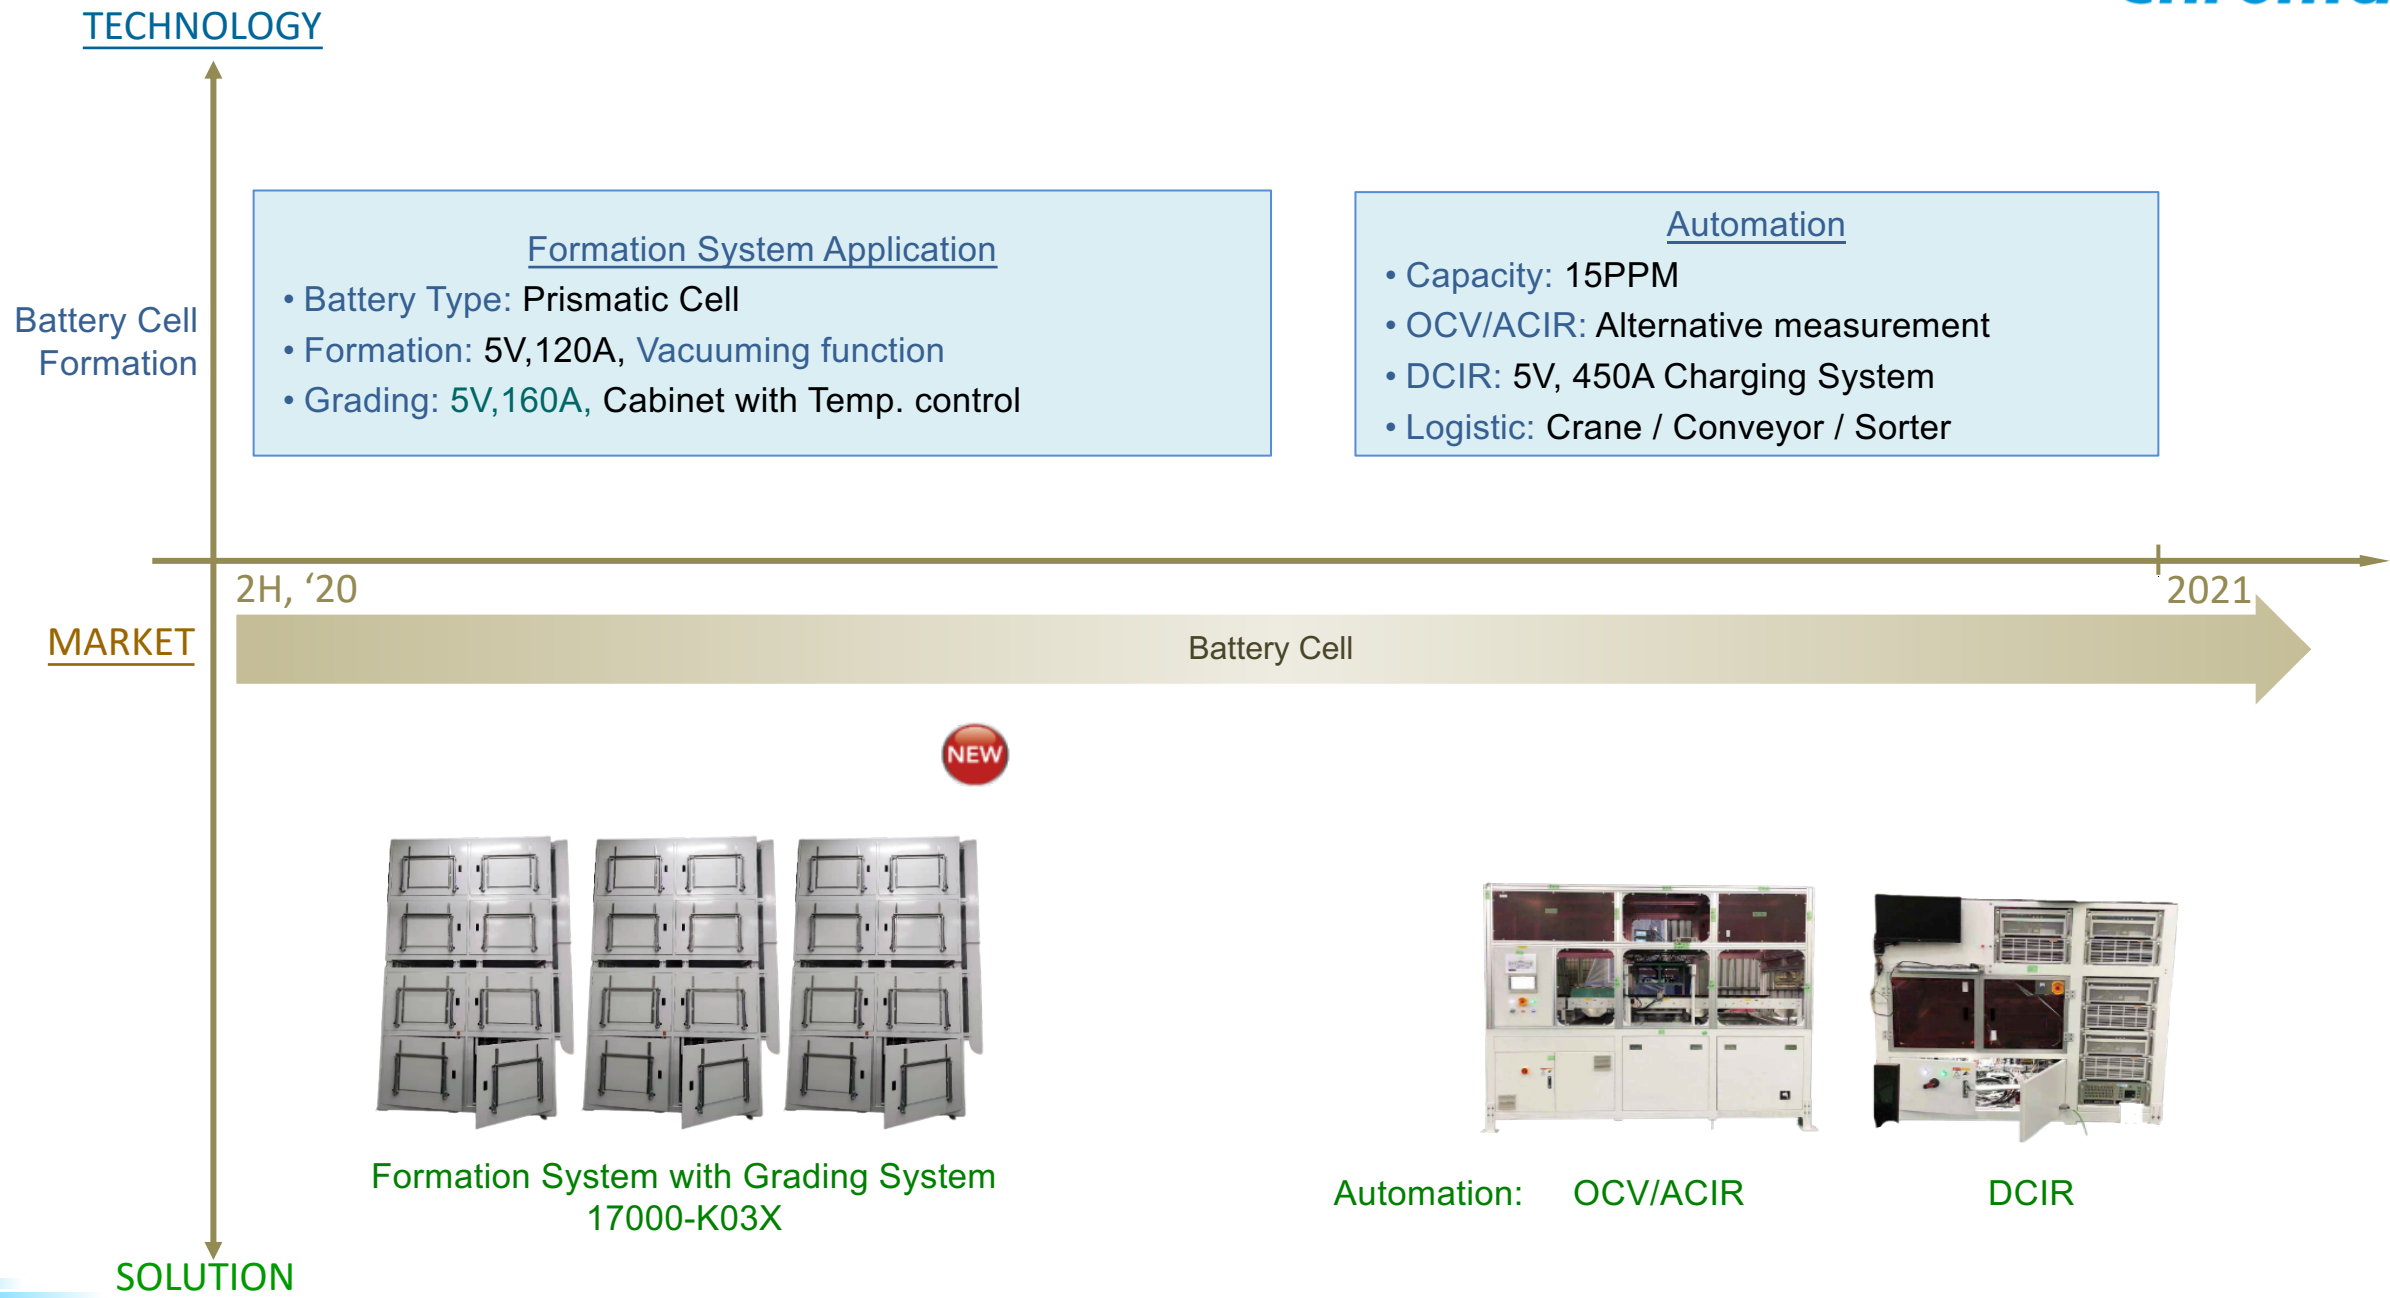 TECHNOLOGY
Battery Cell
Formation
Formation System Application
• Battery Type: Prismatic Cell
• Formation: 5V,120A, Vacuuming function
• Grading: 5V,160A, Cabinet with Temp. control
Automation
• Capacity: 15PPM
• OCV/ACIR: Alternative measurement
• DCIR: 5V, 450A Charging System
• Logistic: Crane / Conveyor / Sorter
2H, ‘20
2021
MARKET
Battery Cell
NEW
Formation System with Grading System
17000-K03X
Automation: OCV/ACIR DCIR
SOLUTION